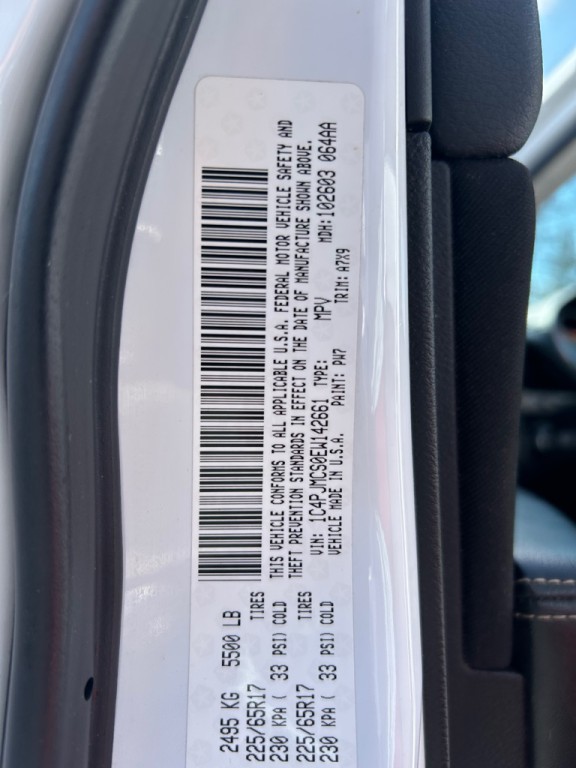 2495 KG 5500 LB
TIRES
225/65R17
230 KPA ( 33 PSI) COLD
TIRES
225/65R17
230 KPA ( 33 PSI) COLD
THIS VEHICLE CONFORMS TO ALL APPLICABLE U.S.A. FEDERAL MOTOR VEHICLE SAFETY AND
THEFT PREVENTION STANDARDS IN EFFECT ON THE DATE OF MANUFACTURE SHOWN ABOVE.
VIN: 1C4PJMCS0EW142661 TYPE: MPV MDH: 102603 064AA
VEHICLE MADE IN U.S.A. PAINT: PW7 TRIM: A7X9